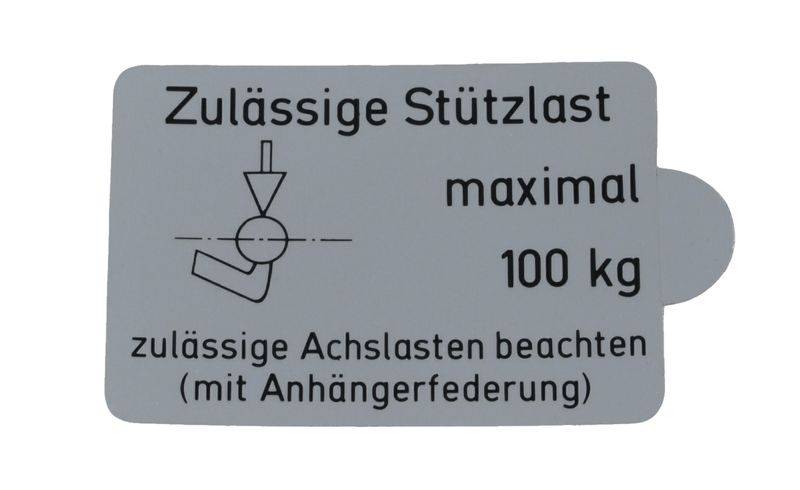 Zulässige Stützlast
maximal
100 kg
zulässige Achslasten beachten
(mit Anhängerfederung)